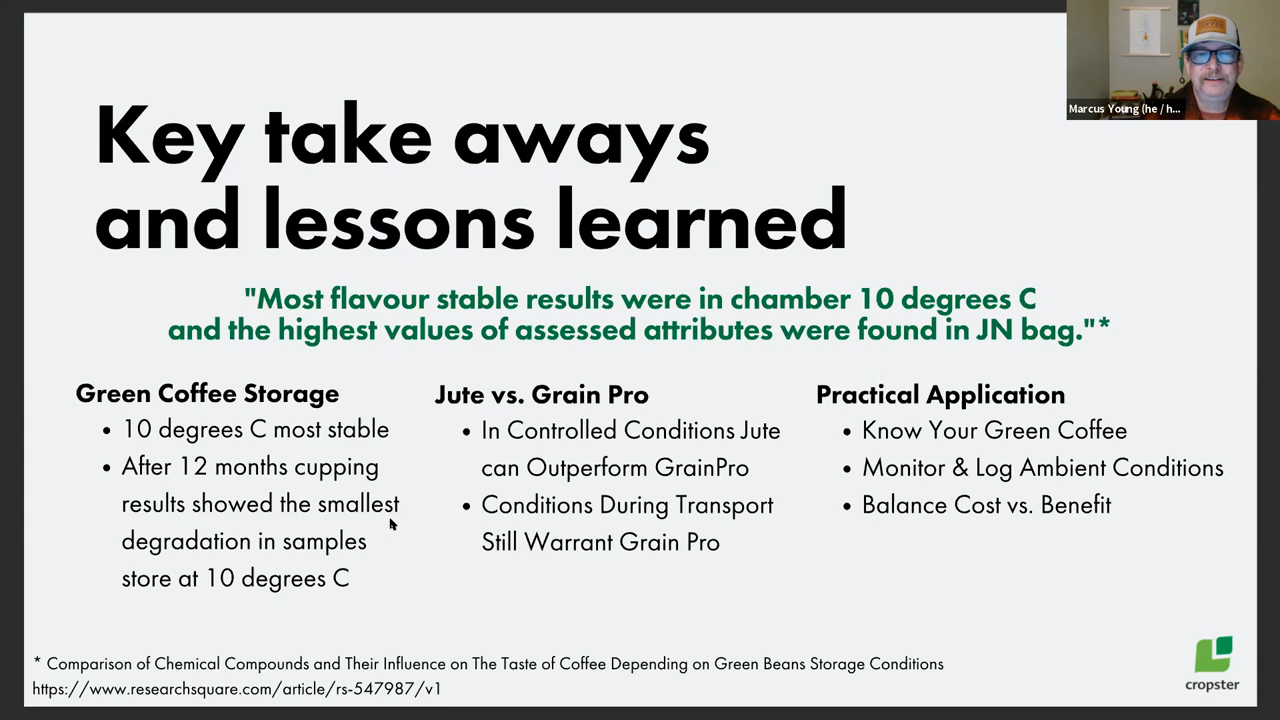 Marcus Young (he / h...
Key take aways
and lessons learned
"Most flavour stable results were in chamber 10 degrees C
and the highest values of assessed attributes were found in JN bag."*
Green Coffee Storage
• 10 degrees C most stable
• After 12 months cupping
results showed the smallest
degradation in samples
store at 10 degrees C
Jute vs. Grain Pro
• In Controlled Conditions Jute
can Outperform GrainPro
• Conditions During Transport
Still Warrant Grain Pro
Practical Application
• Know Your Green Coffee
• Monitor & Log Ambient Conditions
• Balance Cost vs. Benefit
* Comparison of Chemical Compounds and Their Influence on The Taste of Coffee Depending on Green Beans Storage Conditions
https://www.researchsquare.com/article/rs-547987/v1
cropster